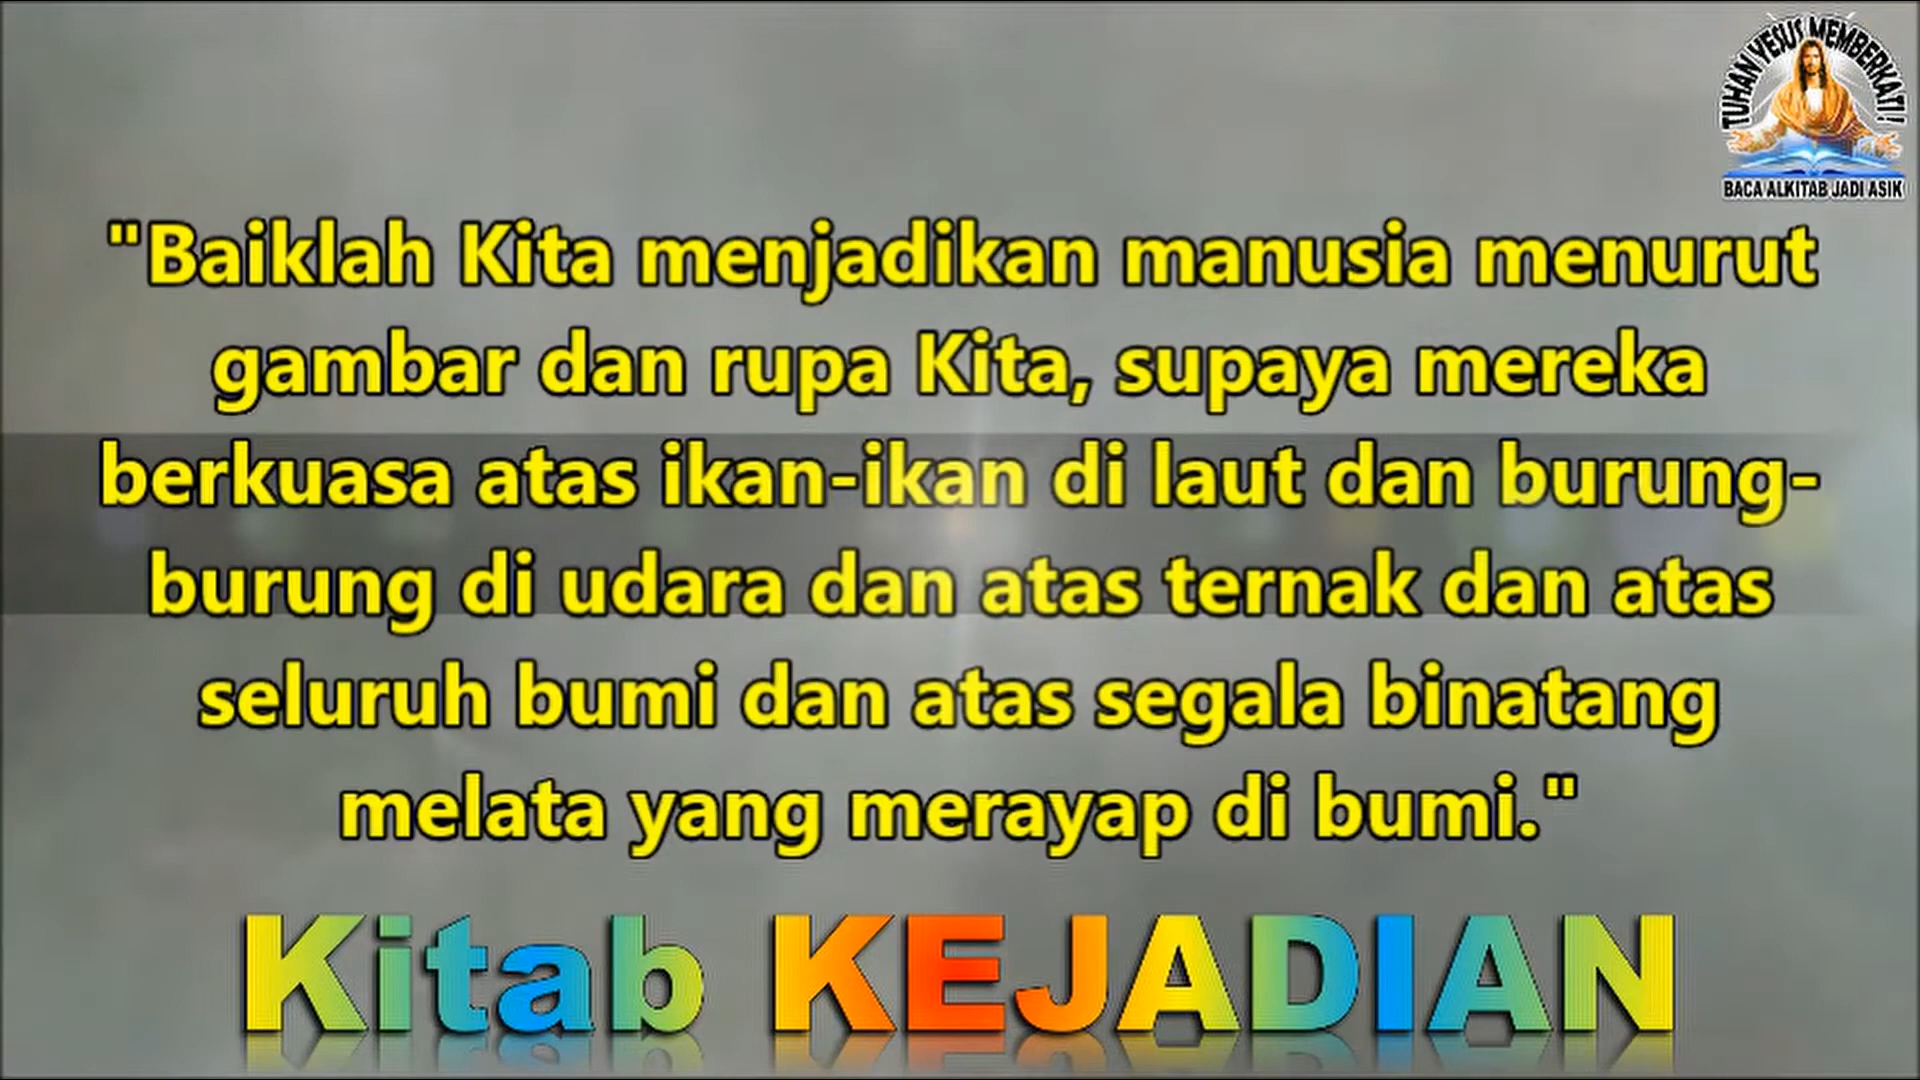 TUHAN YESUS MEMBERKATI!
BACA ALKITAB JADI ASIK
"Baiklah Kita menjadikan manusia menurut
gambar dan rupa Kita, supaya mereka
berkuasa atas ikan-ikan di laut dan burung-
burung di udara dan atas ternak dan atas
seluruh bumi dan atas segala binatang
melata yang merayap di bumi."
Kitab KEJADIAN